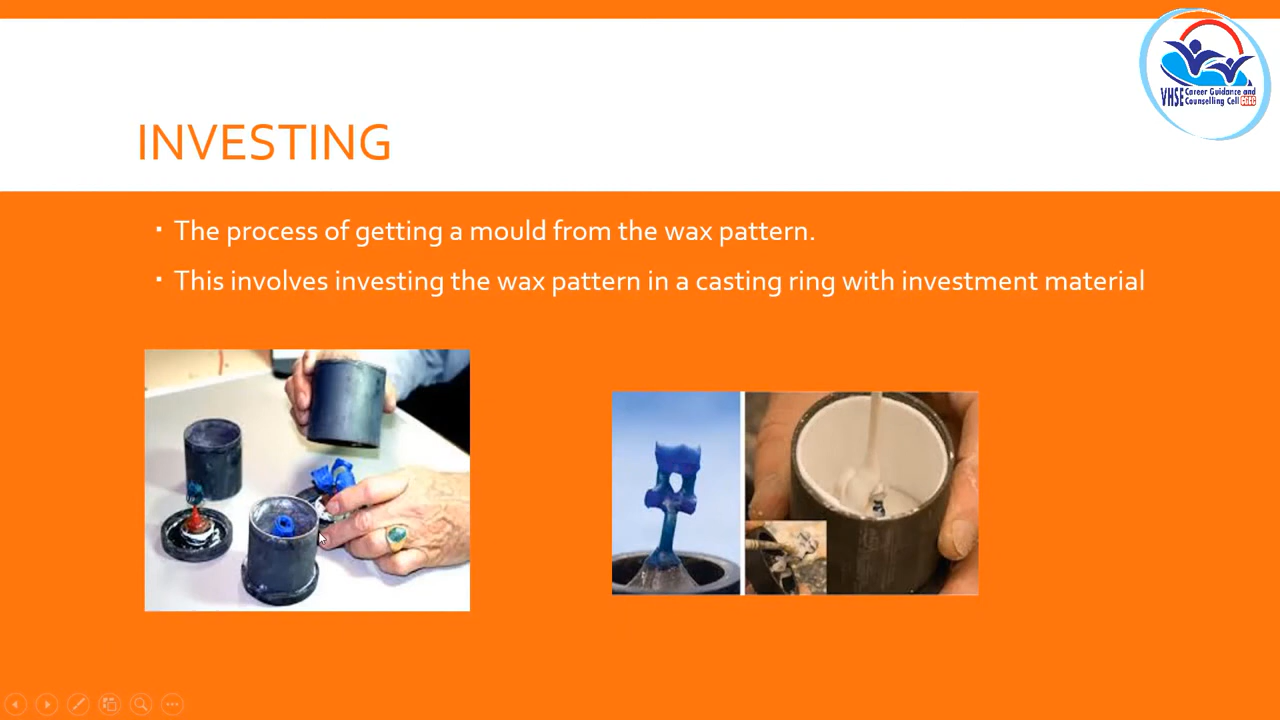 VHSE Career Guidance and
Counselling Cell CGCC
INVESTING
▪ The process of getting a mould from the wax pattern.
▪ This involves investing the wax pattern in a casting ring with investment material